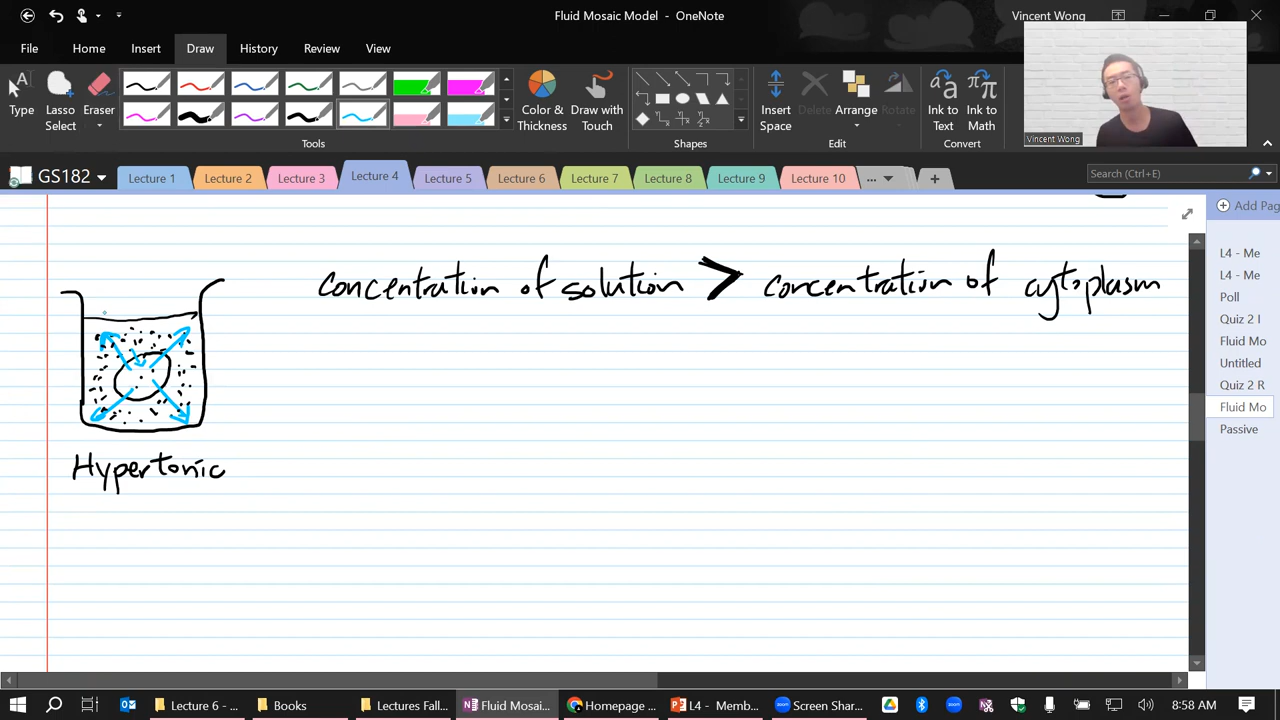 Fluid Mosaic Model - OneNote
Vincent Wong
File Home Insert Draw History Review View
Type
Lasso Select
Eraser
Color & Thickness
Draw with Touch
Insert Space
Delete
Arrange
Rotate
Ink to Text
Ink to Math
Vincent Wong
Tools
Shapes
Edit
Convert
GS182
Lecture 1
Lecture 2
Lecture 3
Lecture 4
Lecture 5
Lecture 6
Lecture 7
Lecture 8
Lecture 9
Lecture 10
...
Search (Ctrl+E)
Add Pag
L4 - Me
L4 - Me
Poll
Quiz 2 I
Fluid Mo
Untitled
Quiz 2 R
Fluid Mo
Passive
concentration of solution > concentration of cytoplasm
Hypertonic
Lecture 6 - ...
Books
Lectures Fall...
Fluid Mosai...
Homepage ...
L4 - Memb...
Screen Shar...
8:58 AM